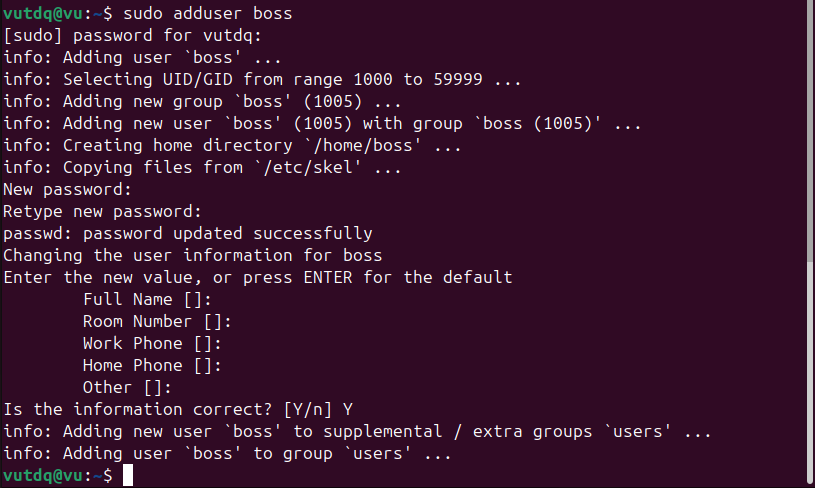 vutdq@vu:~$ sudo adduser boss
[sudo] password for vutdq:
info: Adding user `boss' ...
info: Selecting UID/GID from range 1000 to 59999 ...
info: Adding new group `boss' (1005) ...
info: Adding new user `boss' (1005) with group `boss (1005)' ...
info: Creating home directory `/home/boss' ...
info: Copying files from `/etc/skel' ...
New password:
Retype new password:
passwd: password updated successfully
Changing the user information for boss
Enter the new value, or press ENTER for the default
        Full Name []:
        Room Number []:
        Work Phone []:
        Home Phone []:
        Other []:
Is the information correct? [Y/n] Y
info: Adding new user `boss' to supplemental / extra groups `users' ...
info: Adding user `boss' to group `users' ...
vutdq@vu:~$